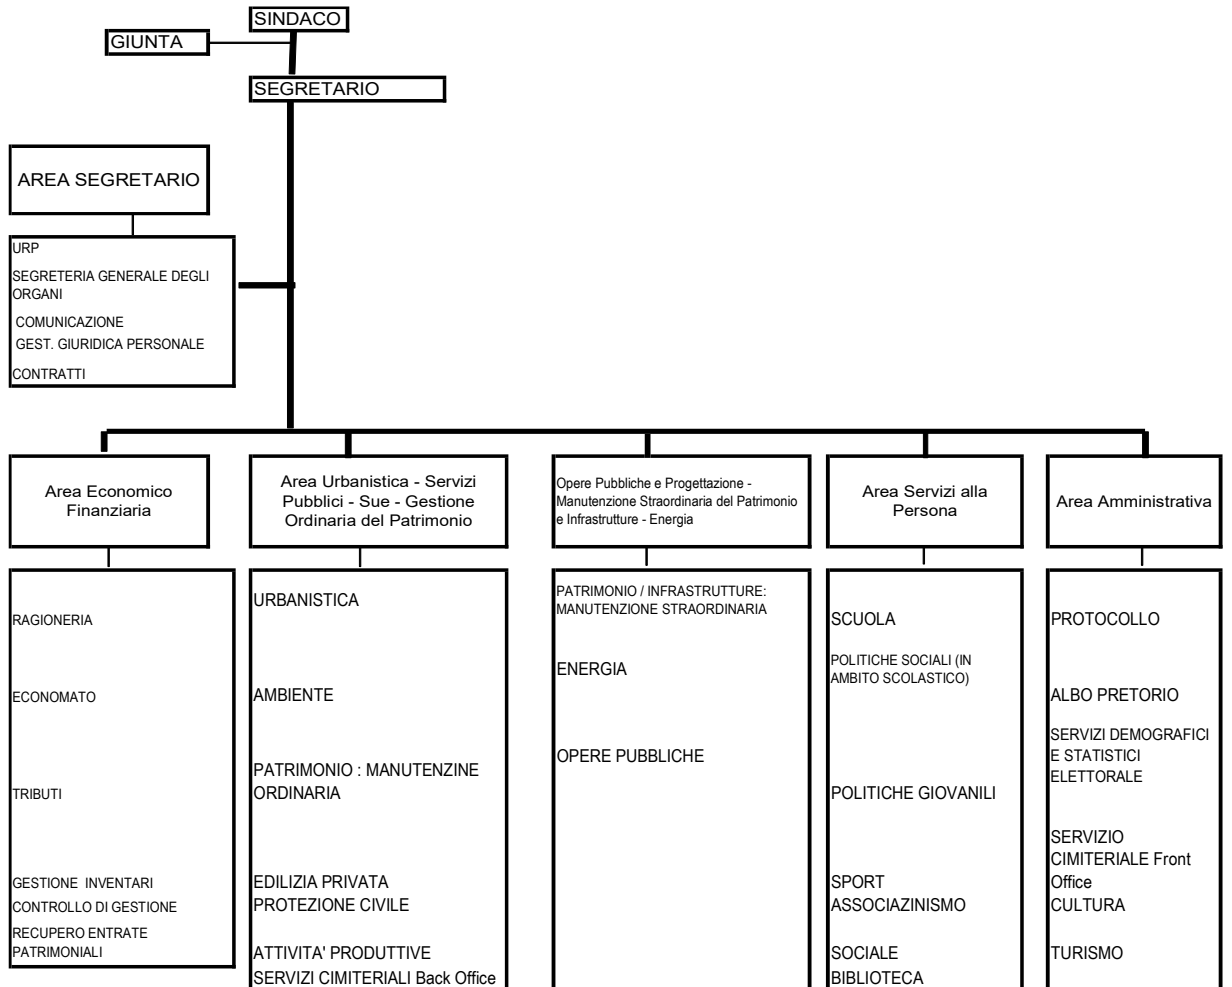 SINDACO
GIUNTA
SEGRETARIO
AREA SEGRETARIO
URP
SEGRETERIA GENERALE DEGLI
ORGANI
COMUNICAZIONE
GEST. GIURIDICA PERSONALE
CONTRATTI
Area Economico
Finanziaria
Area Urbanistica - Servizi
Pubblici - Sue - Gestione
Ordinaria del Patrimonio
Opere Pubbliche e Progettazione -
Manutenzione Straordinaria del Patrimonio
e Infrastrutture - Energia
Area Servizi alla
Persona
Area Amministrativa
RAGIONERIA
ECONOMATO
TRIBUTI
GESTIONE INVENTARI
CONTROLLO DI GESTIONE
RECUPERO ENTRATE
PATRIMONIALI
URBANISTICA
AMBIENTE
PATRIMONIO : MANUTENZINE
ORDINARIA
EDILIZIA PRIVATA
PROTEZIONE CIVILE
ATTIVITA' PRODUTTIVE
SERVIZI CIMITERIALI Back Office
PATRIMONIO / INFRASTRUTTURE:
MANUTENZIONE STRAORDINARIA
ENERGIA
OPERE PUBBLICHE
SCUOLA
POLITICHE SOCIALI (IN
AMBITO SCOLASTICO)
POLITICHE GIOVANILI
SPORT
ASSOCIAZINISMO
SOCIALE
BIBLIOTECA
PROTOCOLLO
ALBO PRETORIO
SERVIZI DEMOGRAFICI
E STATISTICI
ELETTORALE
SERVIZIO
CIMITERIALE Front
Office
CULTURA
TURISMO